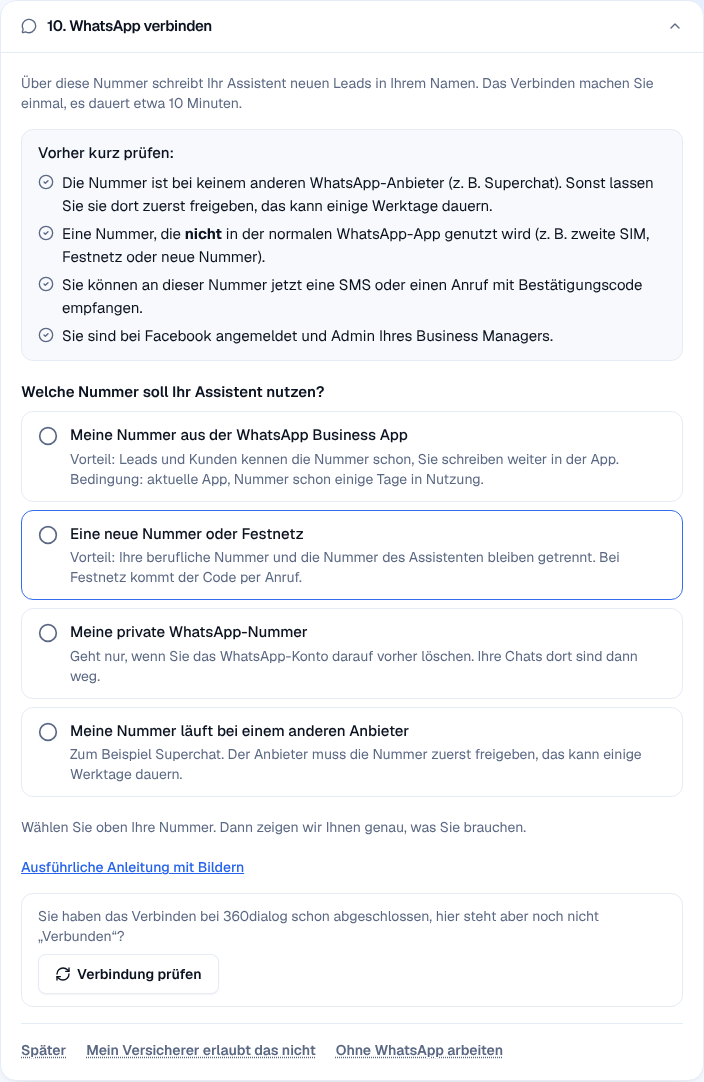 10. WhatsApp verbinden
Über diese Nummer schreibt Ihr Assistent neuen Leads in Ihrem Namen. Das Verbinden machen Sie
einmal, es dauert etwa 10 Minuten.
Vorher kurz prüfen:
Die Nummer ist bei keinem anderen WhatsApp-Anbieter (z. B. Superchat). Sonst lassen
Sie sie dort zuerst freigeben, das kann einige Werktage dauern.
Eine Nummer, die nicht in der normalen WhatsApp-App genutzt wird (z. B. zweite SIM,
Festnetz oder neue Nummer).
Sie können an dieser Nummer jetzt eine SMS oder einen Anruf mit Bestätigungscode
empfangen.
Sie sind bei Facebook angemeldet und Admin Ihres Business Managers.
Welche Nummer soll Ihr Assistent nutzen?
Meine Nummer aus der WhatsApp Business App
Vorteil: Leads und Kunden kennen die Nummer schon, Sie schreiben weiter in der App.
Bedingung: aktuelle App, Nummer schon einige Tage in Nutzung.
Eine neue Nummer oder Festnetz
Vorteil: Ihre berufliche Nummer und die Nummer des Assistenten bleiben getrennt. Bei
Festnetz kommt der Code per Anruf.
Meine private WhatsApp-Nummer
Geht nur, wenn Sie das WhatsApp-Konto darauf vorher löschen. Ihre Chats dort sind dann
weg.
Meine Nummer läuft bei einem anderen Anbieter
Zum Beispiel Superchat. Der Anbieter muss die Nummer zuerst freigeben, das kann einige
Werktage dauern.
Wählen Sie oben Ihre Nummer. Dann zeigen wir Ihnen genau, was Sie brauchen.
Ausführliche Anleitung mit Bildern
Sie haben das Verbinden bei 360dialog schon abgeschlossen, hier steht aber noch nicht
„Verbunden“?
Verbindung prüfen
Später Mein Versicherer erlaubt das nicht Ohne WhatsApp arbeiten